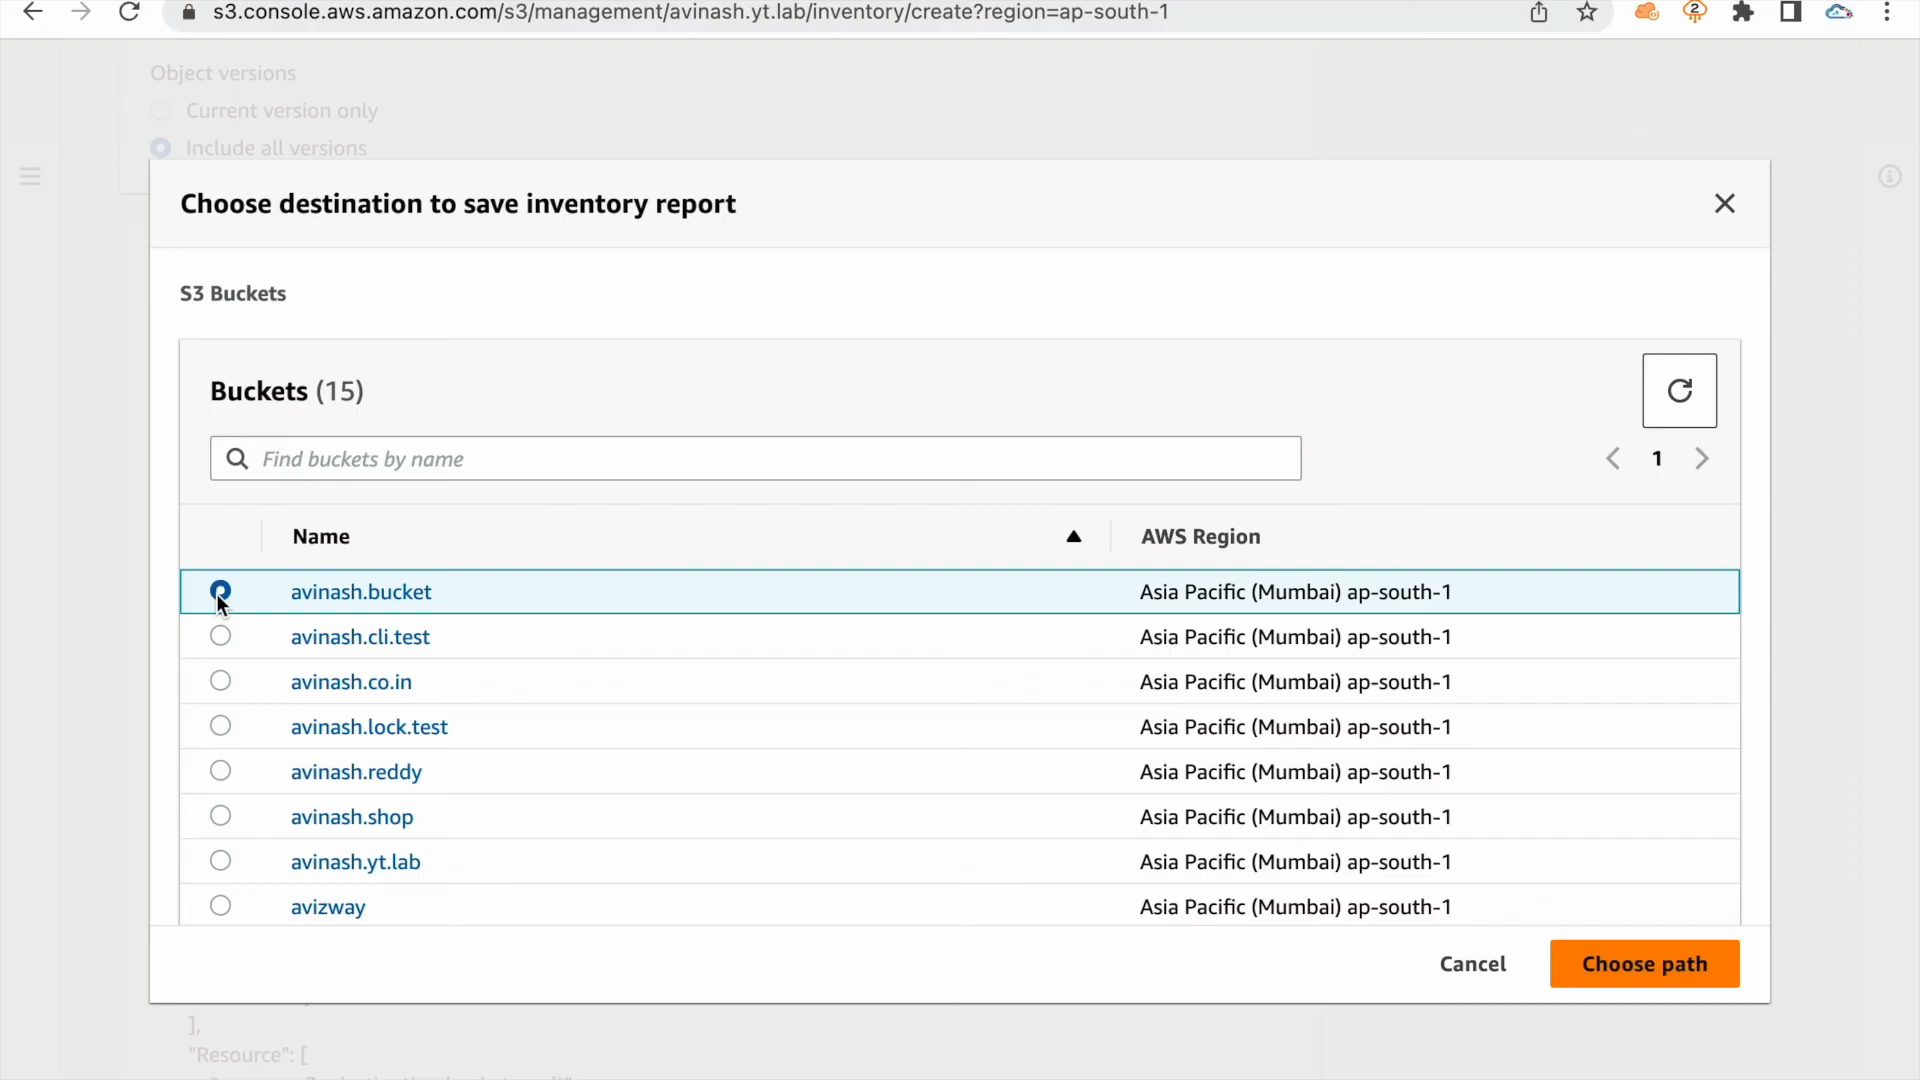 s3.console.aws.amazon.com/s3/management/avinash.yt.lab/inventory/create?region=ap-south-1
2
Object versions
Current version only
Include all versions
Choose destination to save inventory report
S3 Buckets
Buckets (15)
Find buckets by name
1
Name
AWS Region
avinash.bucket Asia Pacific (Mumbai) ap-south-1
avinash.cli.test Asia Pacific (Mumbai) ap-south-1
avinash.co.in Asia Pacific (Mumbai) ap-south-1
avinash.lock.test Asia Pacific (Mumbai) ap-south-1
avinash.reddy Asia Pacific (Mumbai) ap-south-1
avinash.shop Asia Pacific (Mumbai) ap-south-1
avinash.yt.lab Asia Pacific (Mumbai) ap-south-1
avizway Asia Pacific (Mumbai) ap-south-1
Cancel
Choose path
],
"Resource": [